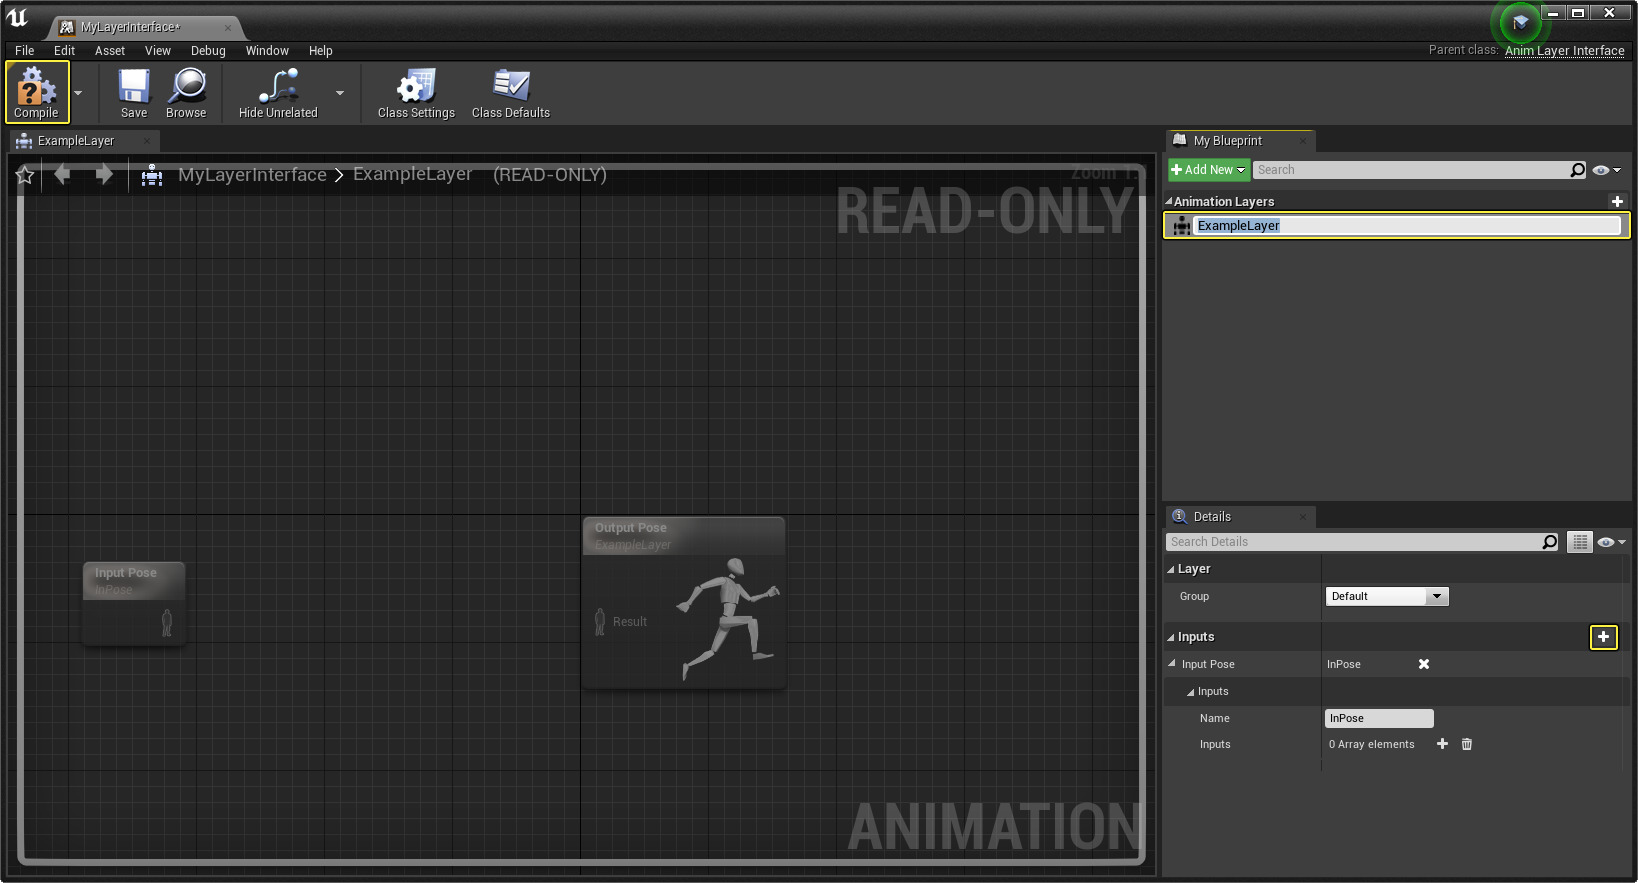 MyLayerInterface*
File Edit Asset View Debug Window Help
Parent class: Anim Layer Interface
Compile Save Browse Hide Unrelated Class Settings Class Defaults
ExampleLayer
MyLayerInterface > ExampleLayer (READ-ONLY)
Zoom 1:
READ-ONLY
Input Pose
InPose
Output Pose
ExampleLayer
Result
ANIMATION
My Blueprint
Add New Search
Animation Layers
ExampleLayer
Details
Search Details
Layer
Group Default
Inputs
Input Pose InPose
Inputs
Name InPose
Inputs 0 Array elements